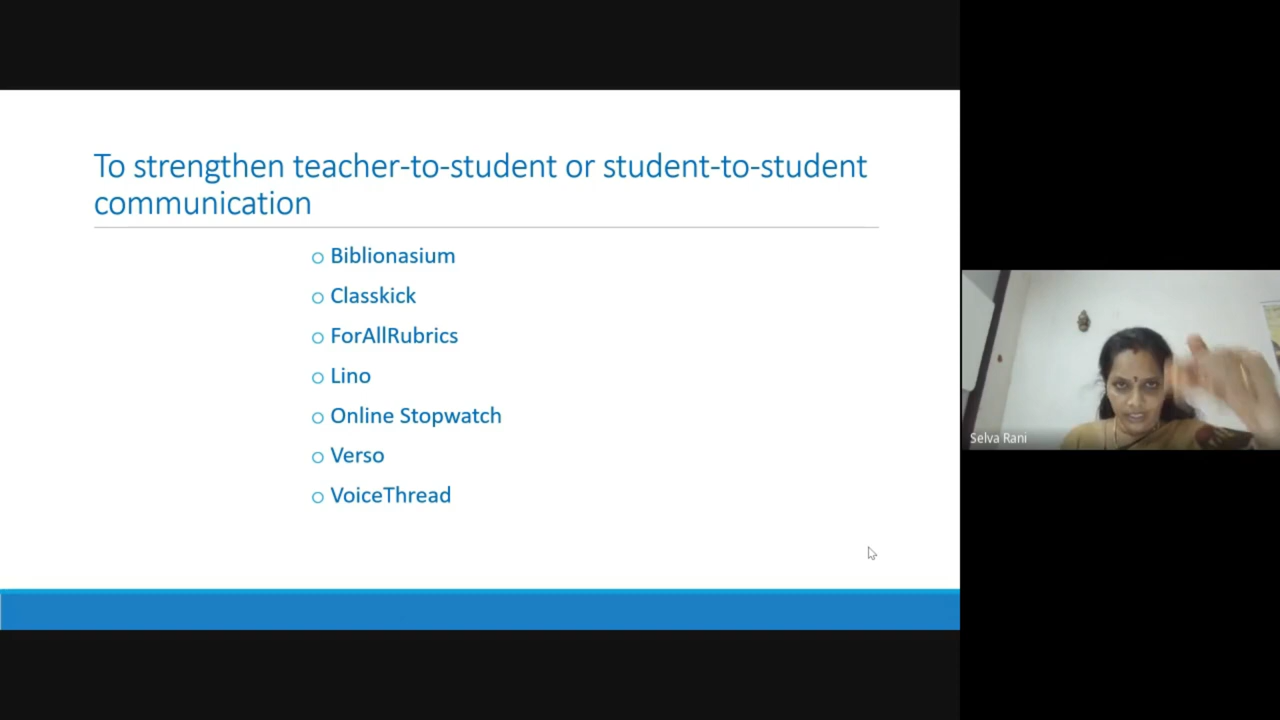 To strengthen teacher-to-student or student-to-student
communication
Biblionasium
Classkick
ForAllRubrics
Lino
Online Stopwatch
Verso
VoiceThread
Selva Rani